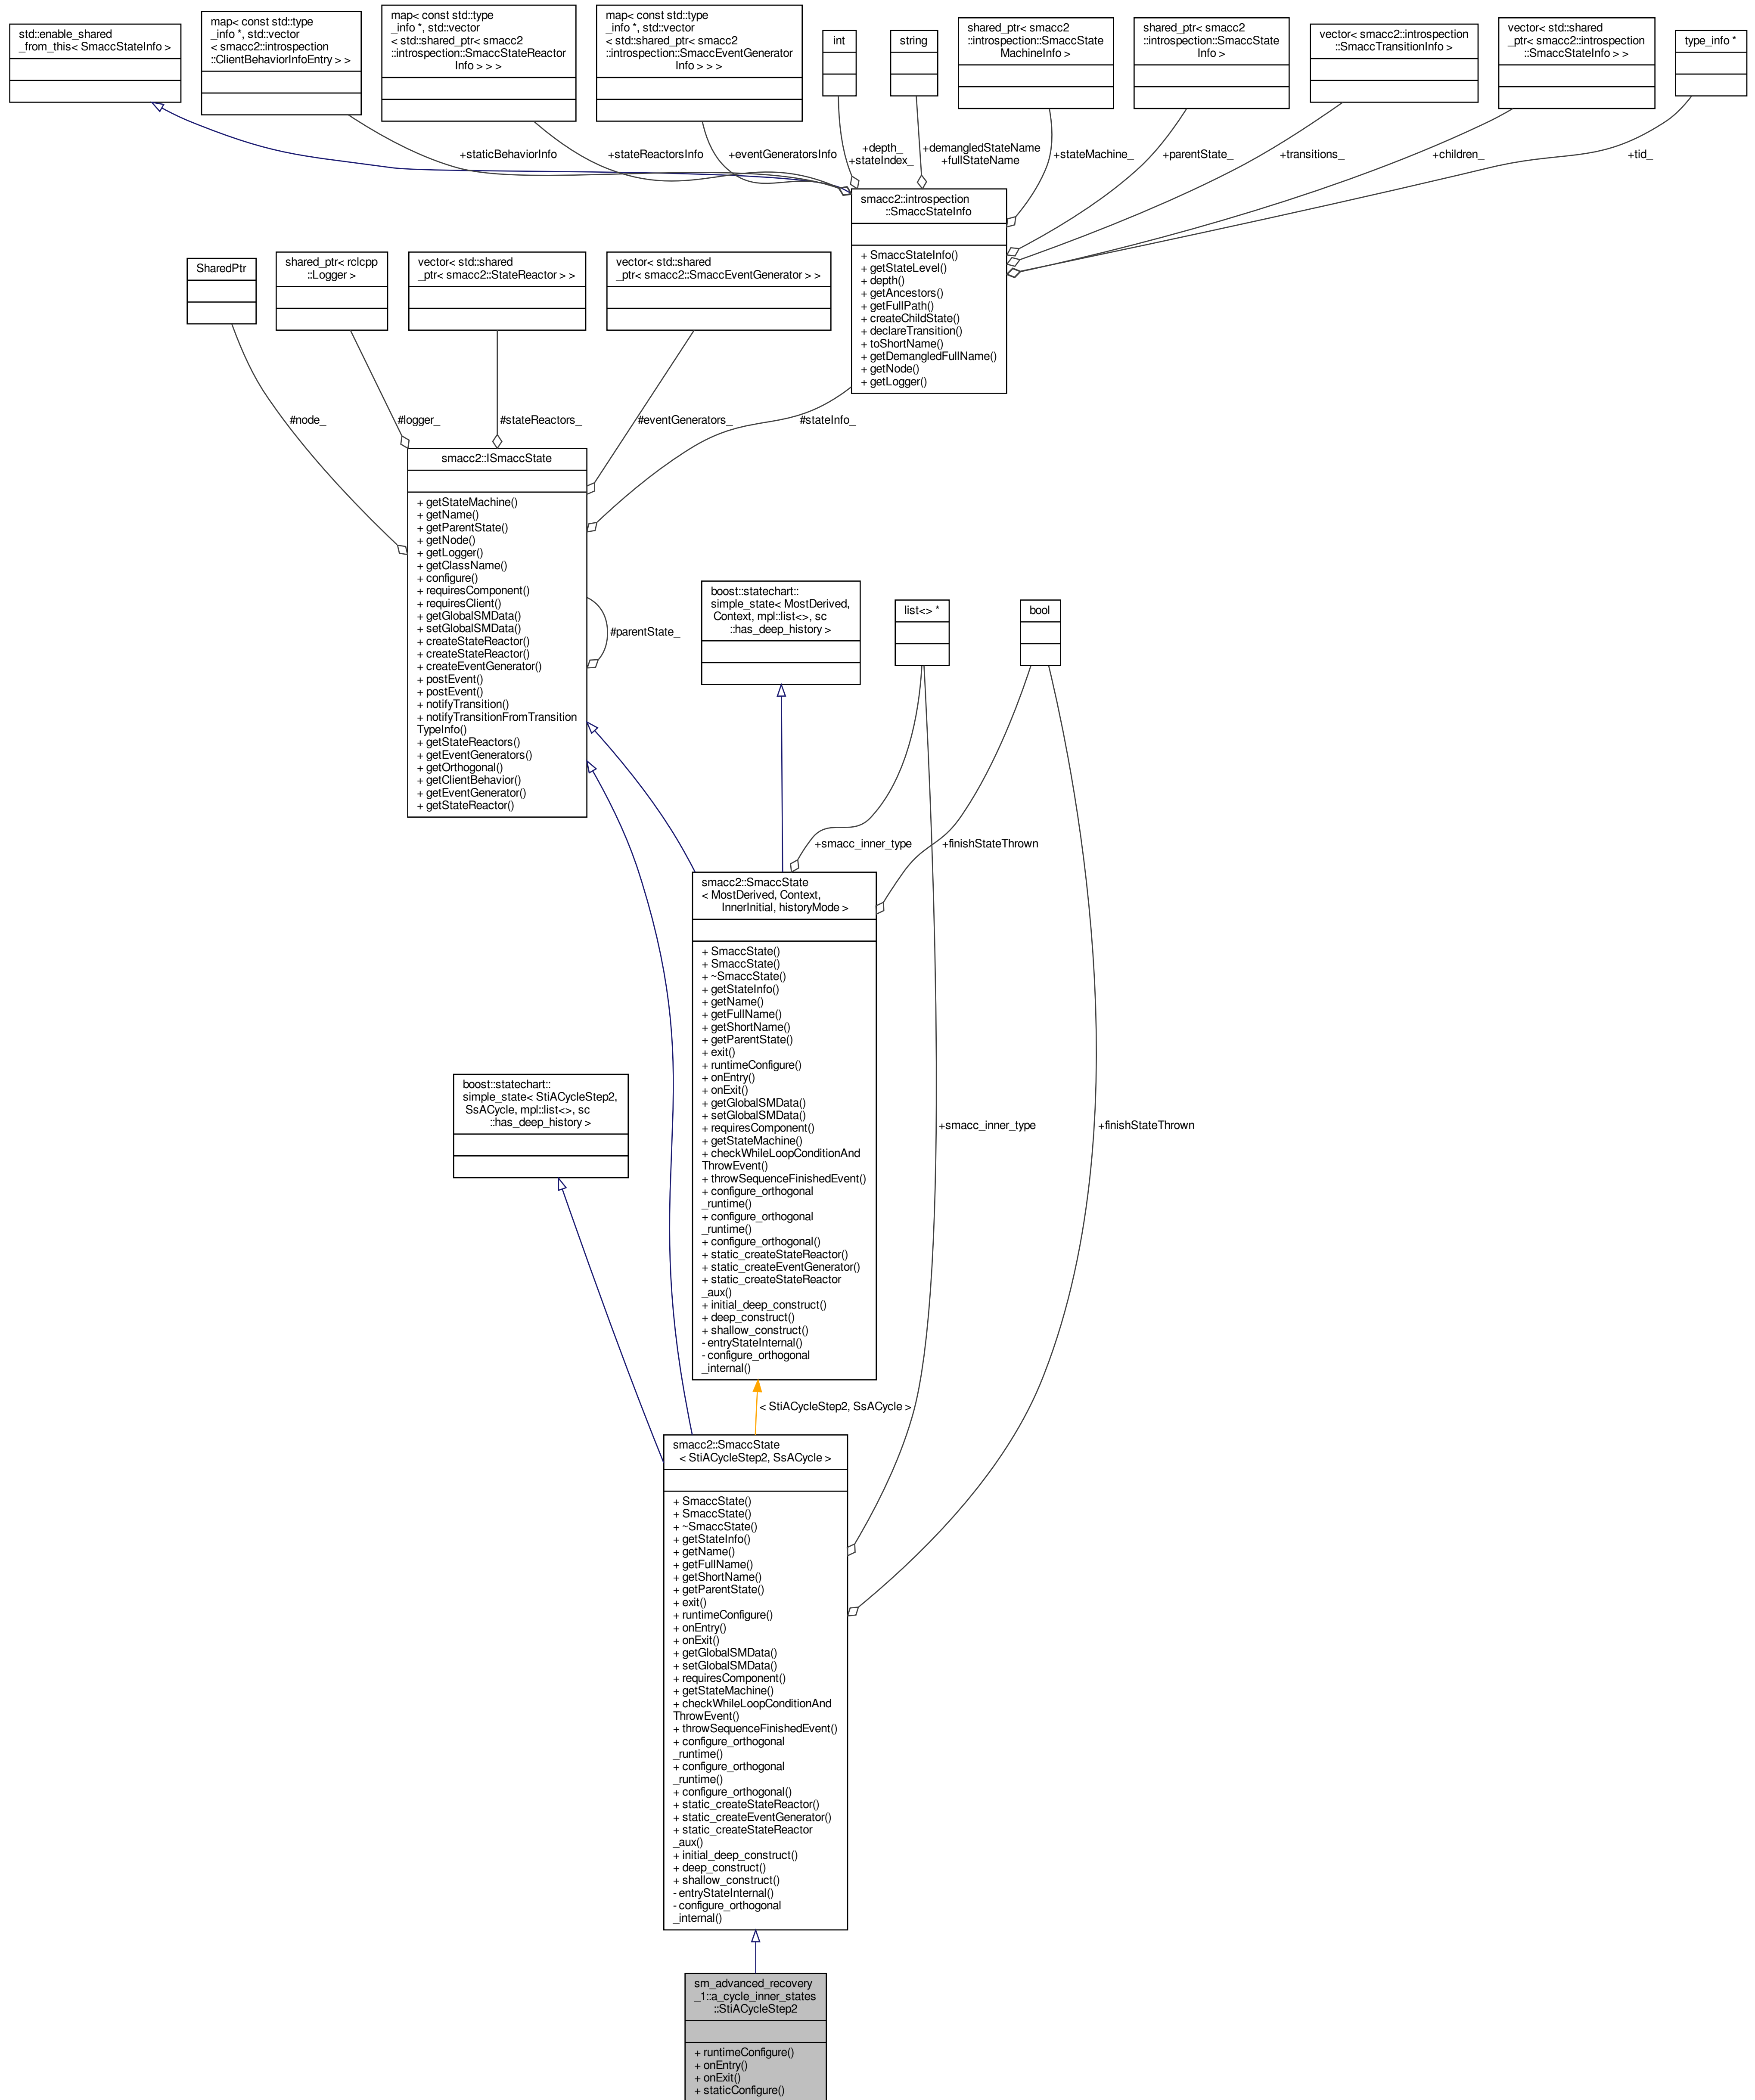 std::enable_shared
_from_this< SmaccStateInfo >
map< const std::type
_info *, std::vector
< smacc2::introspection
::ClientBehaviorInfoEntry > >
map< const std::type
_info *, std::vector
< std::shared_ptr< smacc2
::introspection::SmaccStateReactor
Info > > >
map< const std::type
_info *, std::vector
< std::shared_ptr< smacc2
::introspection::SmaccEventGenerator
Info > > >
int
string
shared_ptr< smacc2
::introspection::SmaccState
MachineInfo >
shared_ptr< smacc2
::introspection::SmaccState
Info >
vector< smacc2::introspection
::SmaccTransitionInfo >
vector< std::shared
_ptr< smacc2::introspection
::SmaccStateInfo > >
type_info *
+staticBehaviorInfo
+stateReactorsInfo
+eventGeneratorsInfo
+depth_
+stateIndex_
+demangledStateName
+fullStateName
+stateMachine_
+parentState_
+transitions_
+children_
+tid_
smacc2::introspection
::SmaccStateInfo
+ SmaccStateInfo()
+ getStateLevel()
+ depth()
+ getAncestors()
+ getFullPath()
+ createChildState()
+ declareTransition()
+ toShortName()
+ getDemangledFullName()
+ getNode()
+ getLogger()
SharedPtr
shared_ptr< rclcpp
::Logger >
vector< std::shared
_ptr< smacc2::StateReactor > >
vector< std::shared
_ptr< smacc2::SmaccEventGenerator > >
#node_
#logger_
#stateReactors_
#eventGenerators_
#stateInfo_
smacc2::ISmaccState
+ getStateMachine()
+ getName()
+ getParentState()
+ getNode()
+ getLogger()
+ getClassName()
+ configure()
+ requiresComponent()
+ requiresClient()
+ getGlobalSMData()
+ setGlobalSMData()
+ createStateReactor()
+ createStateReactor()
+ createEventGenerator()
+ postEvent()
+ postEvent()
+ notifyTransition()
+ notifyTransitionFromTransition
TypeInfo()
+ getStateReactors()
+ getEventGenerators()
+ getOrthogonal()
+ getClientBehavior()
+ getEventGenerator()
+ getStateReactor()
#parentState_
boost::statechart::
simple_state< MostDerived,
Context, mpl::list<>, sc
::has_deep_history >
list<> *
bool
+smacc_inner_type
+finishStateThrown
smacc2::SmaccState
< MostDerived, Context,
InnerInitial, historyMode >
+ SmaccState()
+ SmaccState()
+ ~SmaccState()
+ getStateInfo()
+ getName()
+ getFullName()
+ getShortName()
+ getParentState()
+ exit()
+ runtimeConfigure()
+ onEntry()
+ onExit()
+ getGlobalSMData()
+ setGlobalSMData()
+ requiresComponent()
+ getStateMachine()
+ checkWhileLoopConditionAnd
ThrowEvent()
+ throwSequenceFinishedEvent()
+ configure_orthogonal
_runtime()
+ configure_orthogonal
_runtime()
+ configure_orthogonal()
+ static_createStateReactor()
+ static_createEventGenerator()
+ static_createStateReactor
_aux()
+ initial_deep_construct()
+ deep_construct()
+ shallow_construct()
- entryStateInternal()
- configure_orthogonal
_internal()
boost::statechart::
simple_state< StiACycleStep2,
SsACycle, mpl::list<>, sc
::has_deep_history >
+smacc_inner_type
+finishStateThrown
< StiACycleStep2, SsACycle >
smacc2::SmaccState
< StiACycleStep2, SsACycle >
+ SmaccState()
+ SmaccState()
+ ~SmaccState()
+ getStateInfo()
+ getName()
+ getFullName()
+ getShortName()
+ getParentState()
+ exit()
+ runtimeConfigure()
+ onEntry()
+ onExit()
+ getGlobalSMData()
+ setGlobalSMData()
+ requiresComponent()
+ getStateMachine()
+ checkWhileLoopConditionAnd
ThrowEvent()
+ throwSequenceFinishedEvent()
+ configure_orthogonal
_runtime()
+ configure_orthogonal
_runtime()
+ configure_orthogonal()
+ static_createStateReactor()
+ static_createEventGenerator()
+ static_createStateReactor
_aux()
+ initial_deep_construct()
+ deep_construct()
+ shallow_construct()
- entryStateInternal()
- configure_orthogonal
_internal()
sm_advanced_recovery
_1::a_cycle_inner_states
::StiACycleStep2
+ runtimeConfigure()
+ onEntry()
+ onExit()
+ staticConfigure()